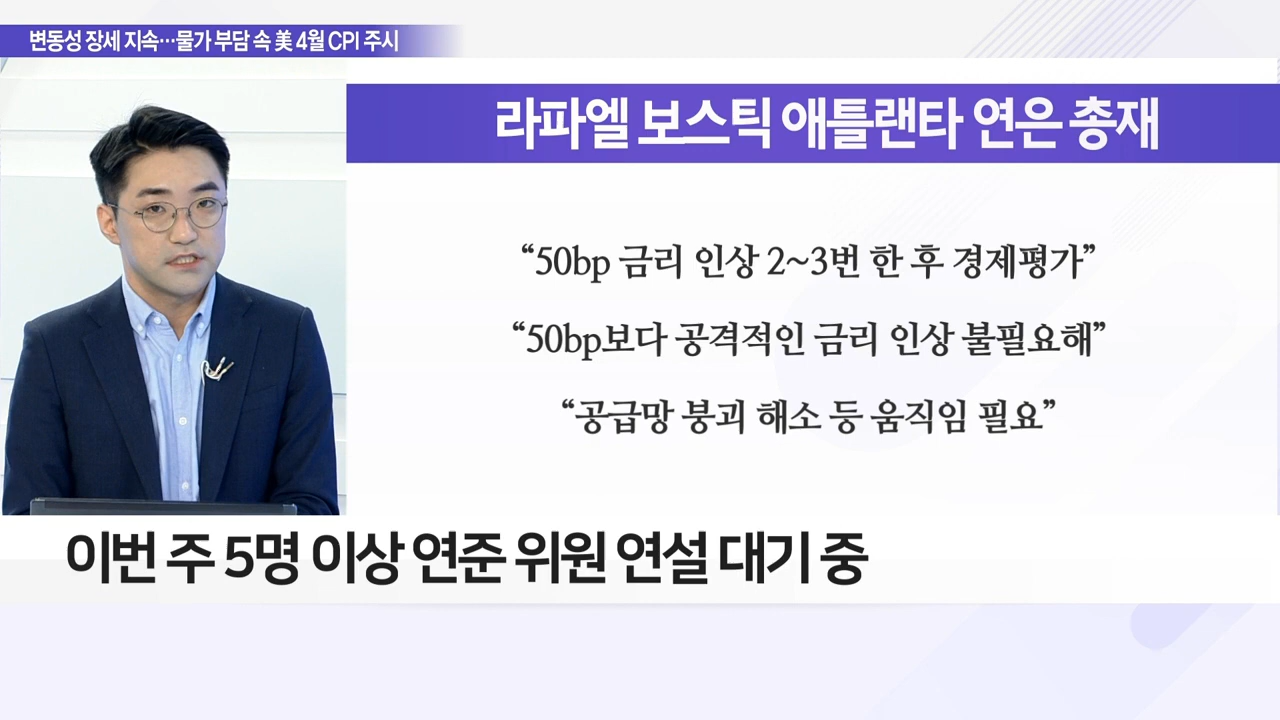 변동성 장세 지속…물가 부담 속 美 4월 CPI 주시
라파엘 보스틱 애틀랜타 연은 총재
“50bp 금리 인상 2~3번 한 후 경제평가”
“50bp보다 공격적인 금리 인상 불필요해”
“공급망 붕괴 해소 등 움직임 필요”
이번 주 5명 이상 연준 위원 연설 대기 중